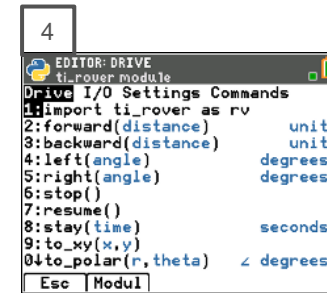 4
EDITOR: DRIVE
ti_rover module
Drive I/O Settings Commands
1:import ti_rover as rv
2:forward(distance) unit
3:backward(distance) unit
4:left(angle) degrees
5:right(angle) degrees
6:stop()
7:resume()
8:stay(time) seconds
9:to_xy(x,y)
0↓to_polar(r,theta) ∠ degrees
Esc Modul